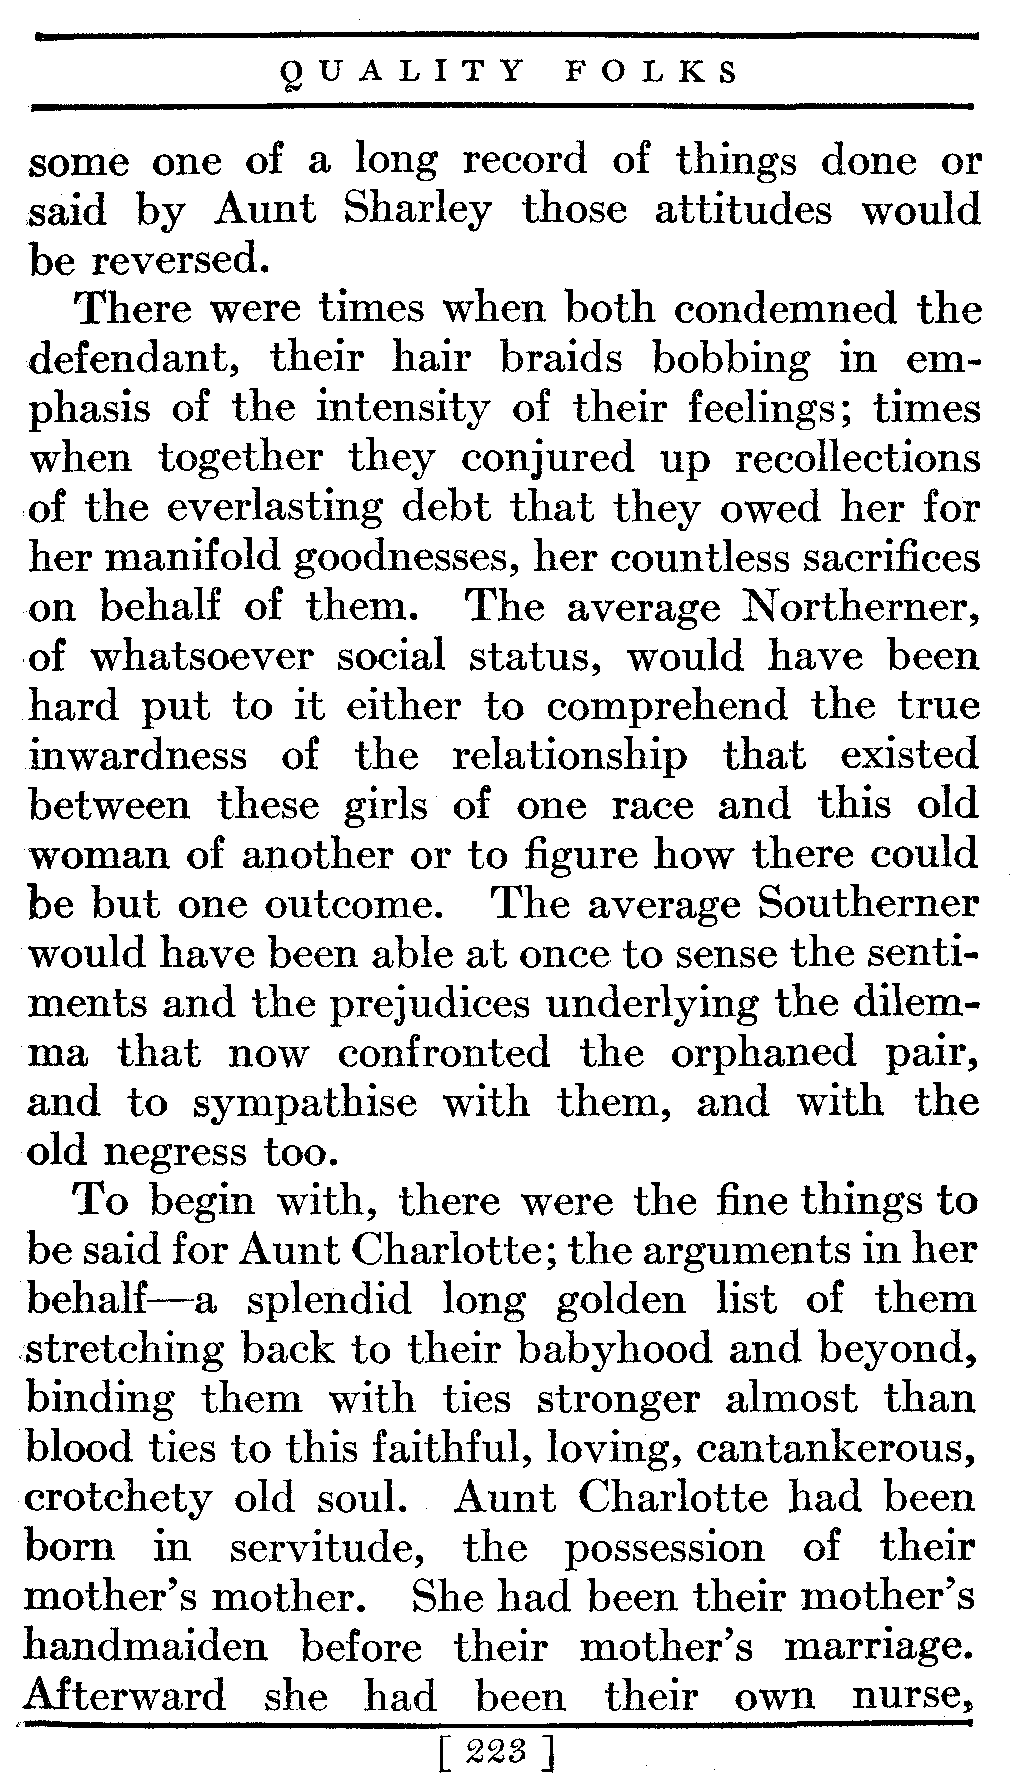 QUALITY FOLKS
some one of a long record of things done or
said by Aunt Sharley those attitudes would
be reversed.
There were times when both condemned the
defendant, their hair braids bobbing in em-
phasis of the intensity of their feelings; times
when together they conjured up recollections
of the everlasting debt that they owed her for
her manifold goodnesses, her countless sacrifices
on behalf of them. The average Northerner,
of whatsoever social status, would have been
hard put to it either to comprehend the true
inwardness of the relationship that existed
between these girls of one race and this old
woman of another or to figure how there could
be but one outcome. The average Southerner
would have been able at once to sense the senti-
ments and the prejudices underlying the dilem-
ma that now confronted the orphaned pair,
and to sympathise with them, and with the
old negress too.
To begin with, there were the fine things to
be said for Aunt Charlotte; the arguments in her
behalf—a splendid long golden list of them
stretching back to their babyhood and beyond,
binding them with ties stronger almost than
blood ties to this faithful, loving, cantankerous,
crotchety old soul. Aunt Charlotte had been
born in servitude, the possession of their
mother's mother. She had been their mother's
handmaiden before their mother's marriage.
Afterward she had been their own nurse,
[ 223 ]